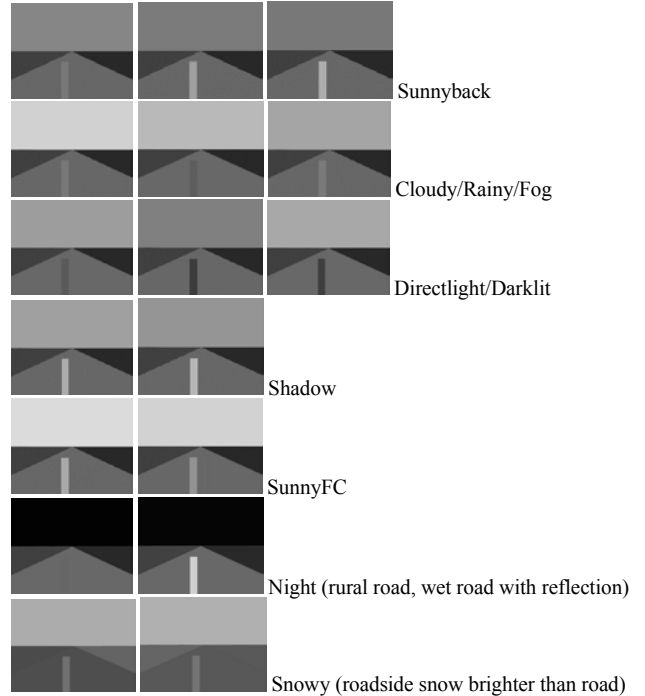 Sunnyback
Cloudy/Rainy/Fog
Directlight/Darklit
Shadow
SunnyFC
Night (rural road, wet road with reflection)
Snowy (roadside snow brighter than road)